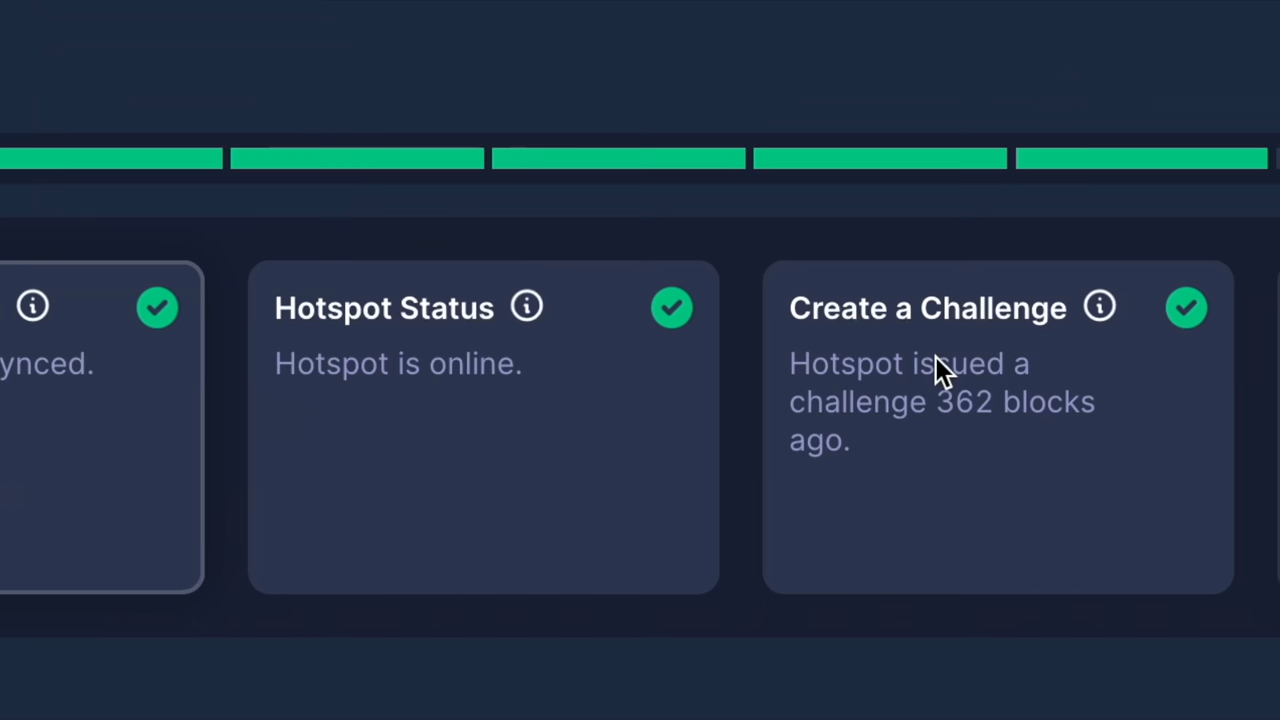 ynced.
Hotspot Status
Hotspot is online.
Create a Challenge
Hotspot issued a
challenge 362 blocks
ago.